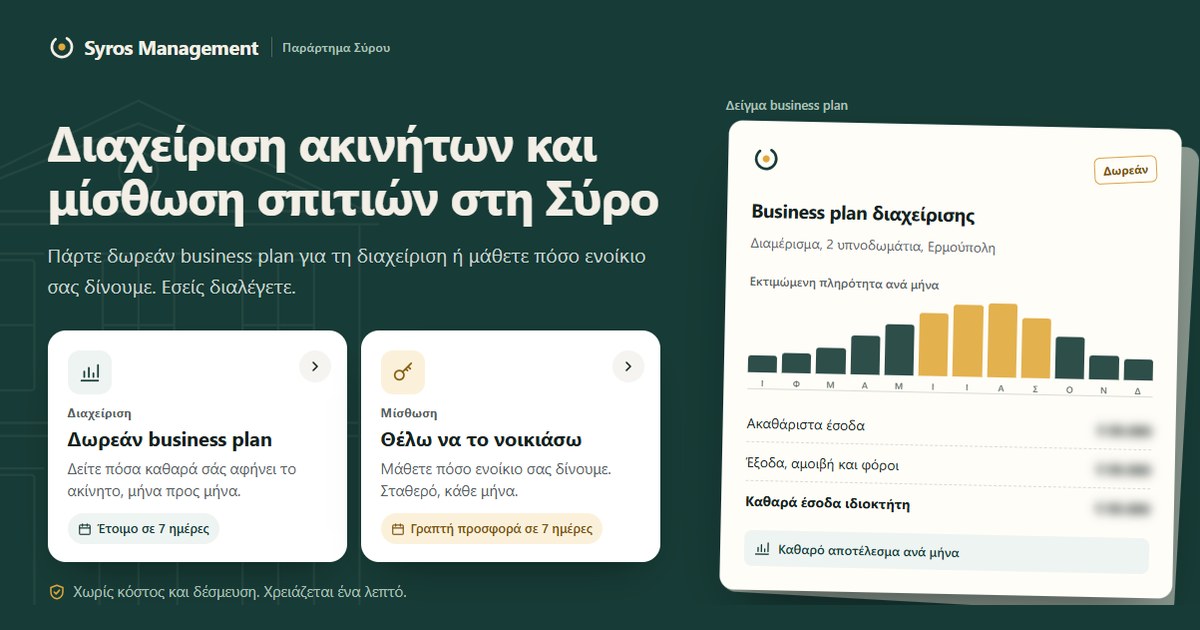 Syros Management
Παράρτημα Σύρου
Διαχείριση ακινήτων και
μίσθωση σπιτιών στη Σύρο
Πάρτε δωρεάν business plan για τη διαχείριση ή μάθετε πόσο ενοίκιο
σας δίνουμε. Εσείς διαλέγετε.
Διαχείριση
Δωρεάν business plan
Δείτε πόσα καθαρά σάς αφήνει το
ακίνητο, μήνα προς μήνα.
Έτοιμο σε 7 ημέρες
Μίσθωση
Θέλω να το νοικιάσω
Μάθετε πόσο ενοίκιο σας δίνουμε.
Σταθερό, κάθε μήνα.
Γραπτή προσφορά σε 7 ημέρες
Χωρίς κόστος και δέσμευση. Χρειάζεται ένα λεπτό.
Δείγμα business plan
Δωρεάν
Business plan διαχείρισης
Διαμέρισμα, 2 υπνοδωμάτια, Ερμούπολη
Εκτιμώμενη πληρότητα ανά μήνα
Ι Φ Μ Α Μ Ι Ι Α Σ Ο Ν Δ
Ακαθάριστα έσοδα
Έξοδα, αμοιβή και φόροι
Καθαρά έσοδα ιδιοκτήτη
Καθαρό αποτέλεσμα ανά μήνα